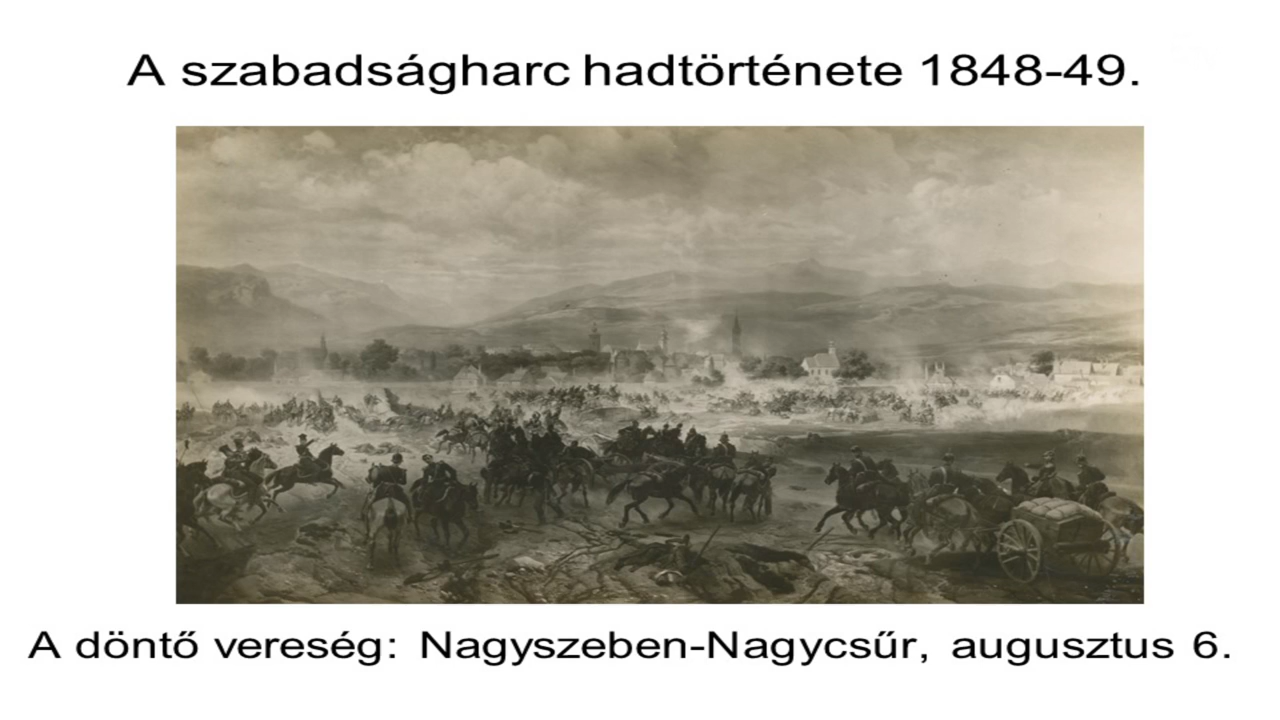 A szabadságharc hadtörténete 1848-49.
A döntő vereség: Nagyszeben-Nagycsűr, augusztus 6.